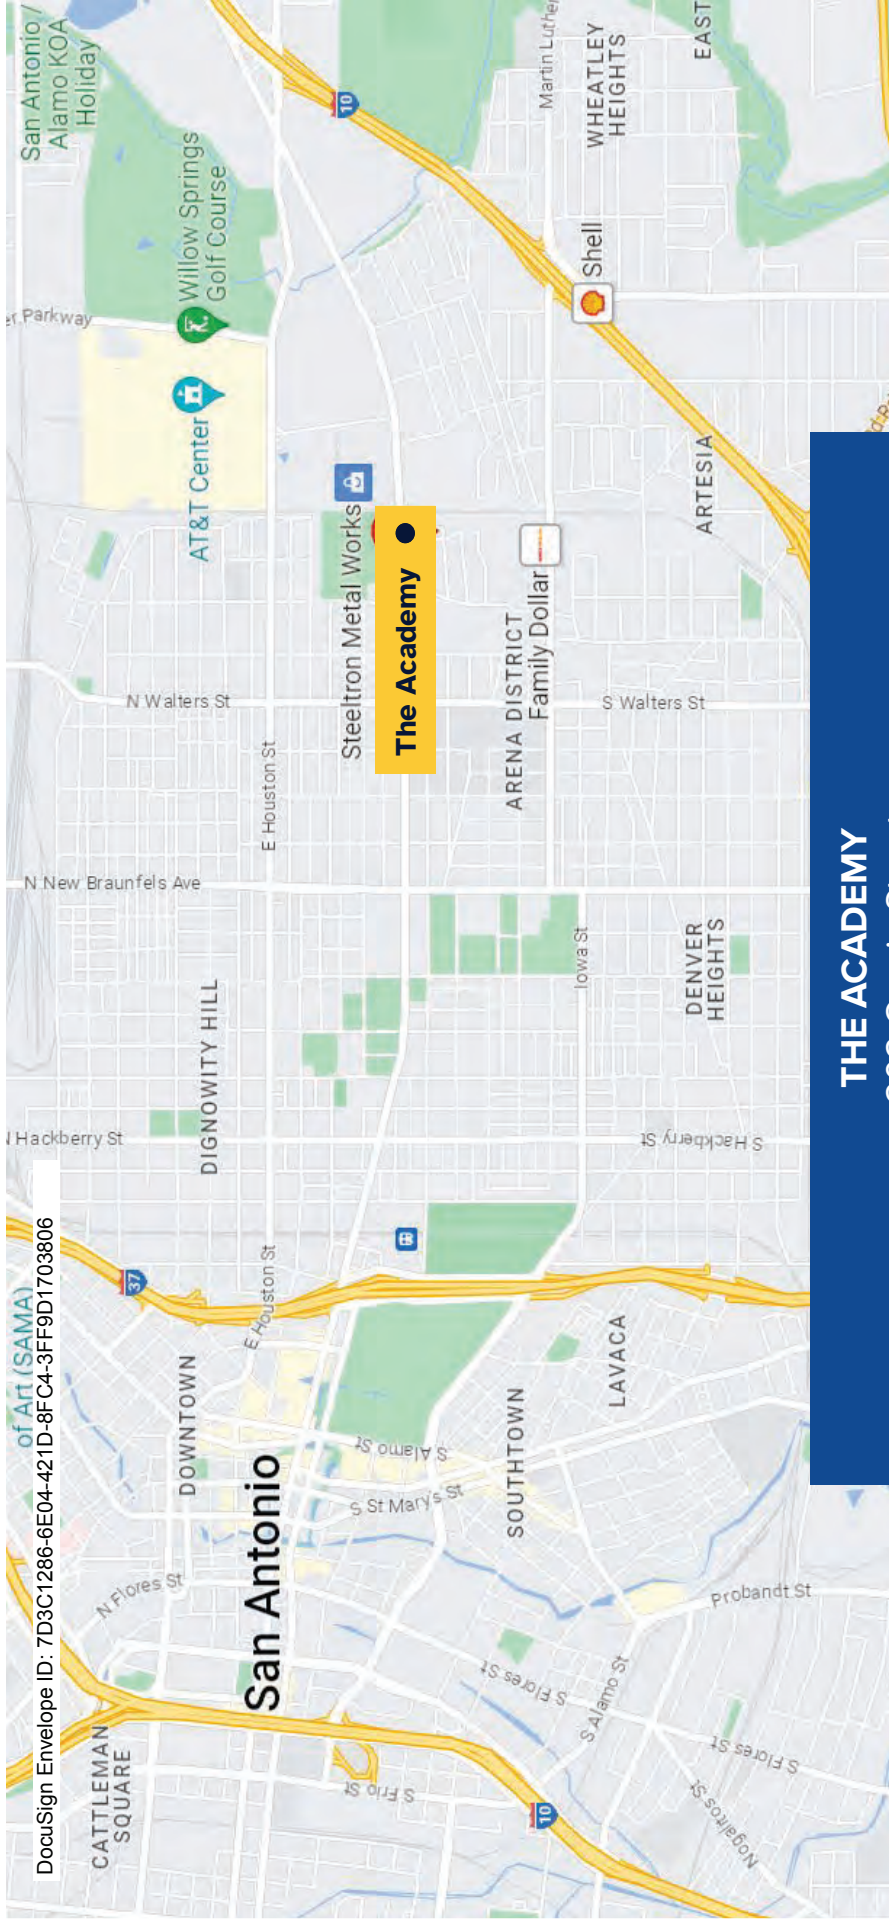 of Art (SAMA)
DocuSign Envelope ID: 7D3C1286-6E04-421D-8FC4-3FF9D1703806
San Antonio /
Alamo KOA
Holiday
Parkway
Willow Springs
Golf Course
AT&T Center
N Walters St
N New Braunfels Ave
N Hackberry St
37
10
N Flores St
CATTLEMAN
SQUARE
DOWNTOWN
DIGNOWITY HILL
E Houston St
E Houston St
San Antonio
Steeltron Metal Works
The Academy
S Frio St
S Alamo St
S St Mary's St
ARENA DISTRICT
Family Dollar
SOUTHTOWN
S Flores St
10
S Alamo St
LAVACA
Iowa St
Shell
Martin Luther
WHEATLEY
HEIGHTS
S Walters St
S Hackberry St
DENVER
HEIGHTS
ARTESIA
EAST
Probandt St
S Flores St
Nogalitos St
THE ACADEMY